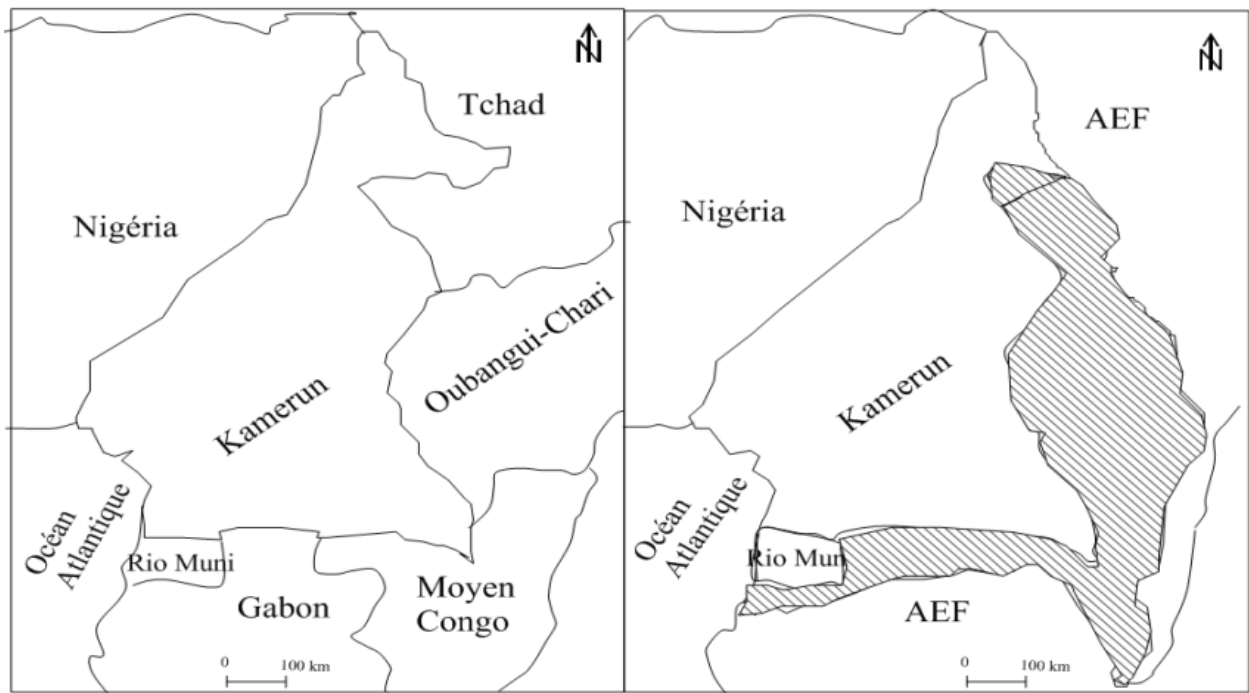 N
Tchad
Nigéria
Oubangui-Chari
Kamerun
Océan
Atlantique
Rio Muni
Gabon
Moyen
Congo
0 100 km
N
AEF
Nigéria
Kamerun
Océan
Atlantique
Rio Mun
AEF
0 100 km